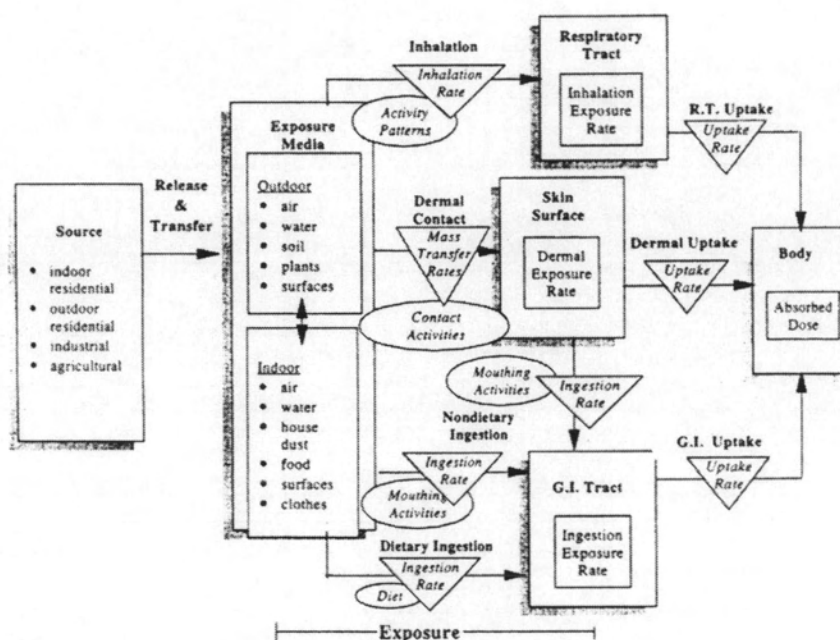 Source
• indoor
residential
• outdoor
residential
• industrial
• agricultural
Release
&
Transfer
Exposure
Media
Outdoor
• air
• water
• soil
• plants
• surfaces
Indoor
• air
• water
• house
dust
• food
• surfaces
• clothes
Inhalation
Inhalation
Rate
Activity
Patterns
Respiratory
Tract
Inhalation
Exposure
Rate
R.T. Uptake
Uptake
Rate
Dermal
Contact
Mass
Transfer
Rates
Contact Activities
Skin
Surface
Dermal
Exposure
Rate
Dermal Uptake
Uptake
Rate
Body
Absorbed
Dose
Mouthing
Activities
Ingestion
Rate
Nondietary
Ingestion
Ingestion
Rate
Mouthing
Activities
G.I. Tract
Ingestion
Exposure
Rate
G.I. Uptake
Uptake
Rate
Dietary Ingestion
Ingestion
Rate
Diet
Exposure